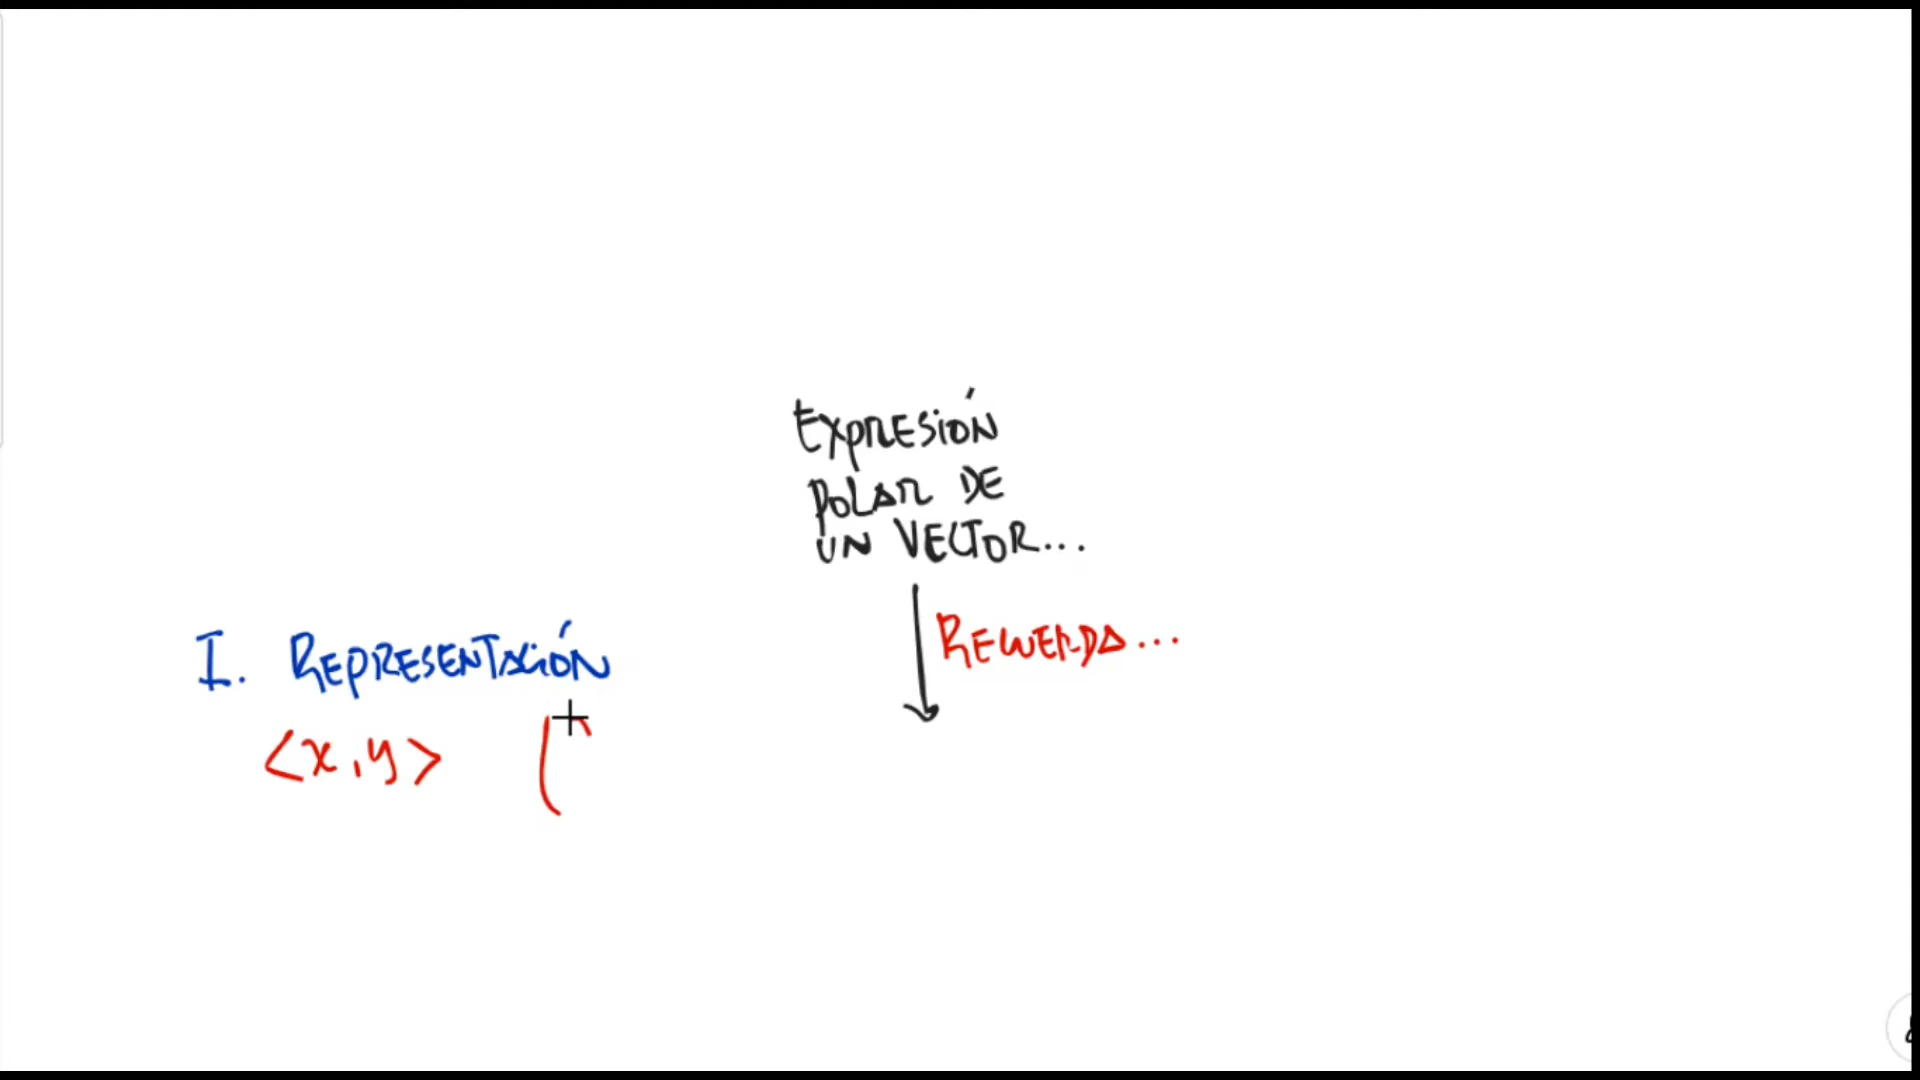 Expresión
polar de
un vector...
Recuerda...
I. Representación
<x,y> (